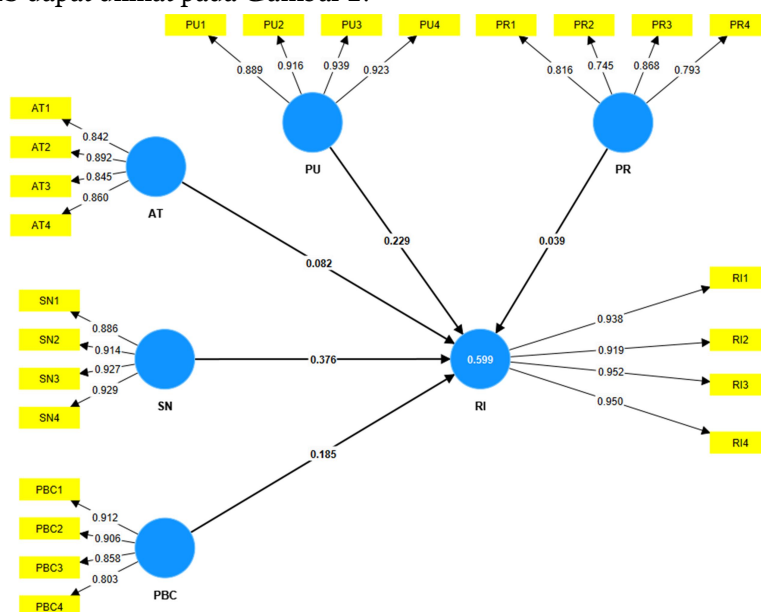 PU1 PU2 PU3 PU4 PR1 PR2 PR3 PR4
0.889 0.916 0.939 0.923 0.816 0.745 0.868 0.793
PU PR
AT1
AT2
AT3
AT4
0.842
0.892
0.845
0.860
AT
0.082
0.229
0.039
SN1
SN2
SN3
SN4
0.886
0.914
0.927
0.929
SN
0.376
0.599
RI
RI1
RI2
RI3
RI4
0.938
0.919
0.952
0.950
0.185
PBC1
PBC2
PBC3
PBC4
0.912
0.906
0.858
0.803
PBC